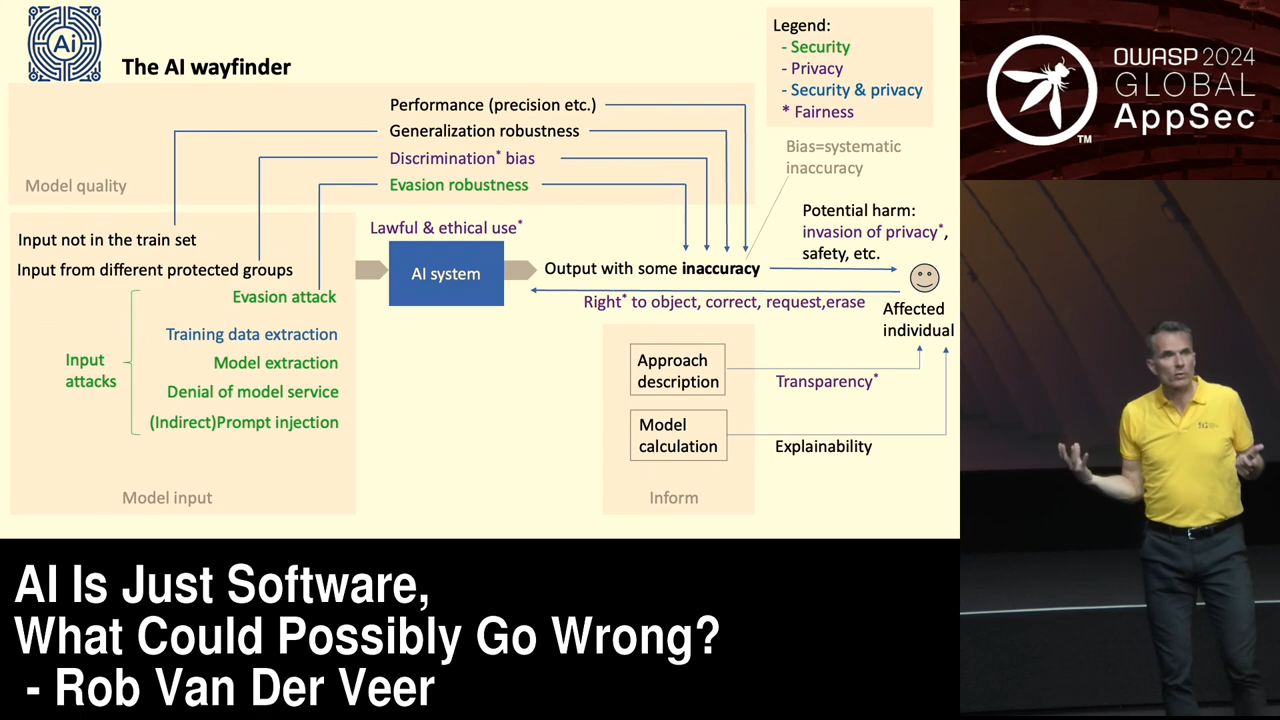 Ai
The AI wayfinder
Legend:
- Security
- Privacy
- Security & privacy
* Fairness
Performance (precision etc.)
Generalization robustness
Discrimination* bias
Evasion robustness
Model quality
Bias=systematic
inaccuracy
Input not in the train set
Input from different protected groups
Evasion attack
Training data extraction
Model extraction
Denial of model service
(Indirect)Prompt injection
Input
attacks
Model input
Lawful & ethical use*
AI system
Output with some inaccuracy
Potential harm:
invasion of privacy*,
safety, etc.
Right* to object, correct, request,erase
Affected
individual
Approach
description
Transparency*
Model
calculation
Explainability
Inform
OWASP 2024
GLOBAL
AppSec
TM
AI Is Just Software,
What Could Possibly Go Wrong?
- Rob Van Der Veer